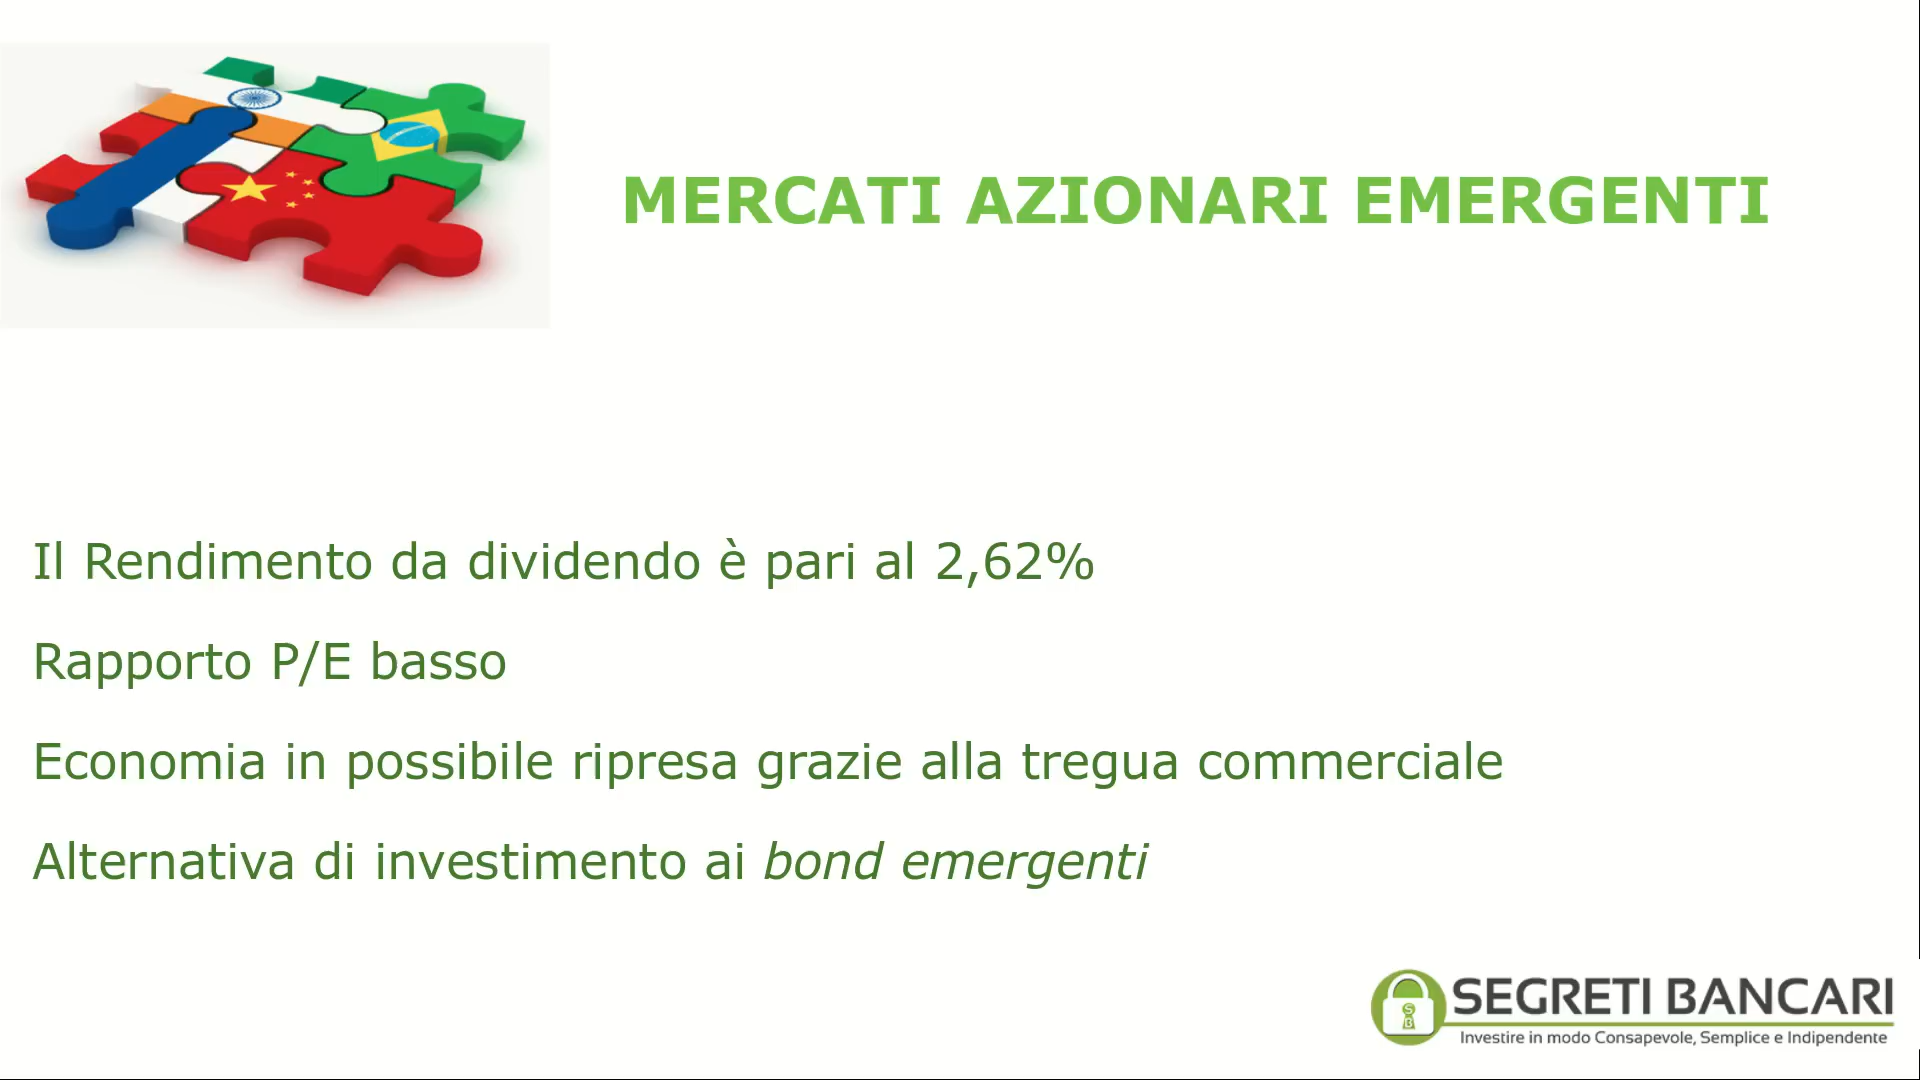 MERCATI AZIONARI EMERGENTI
Il Rendimento da dividendo è pari al 2,62%
Rapporto P/E basso
Economia in possibile ripresa grazie alla tregua commerciale
Alternativa di investimento ai bond emergenti
SB
SEGRETI BANCARI
Investire in modo Consapevole, Semplice e Indipendente